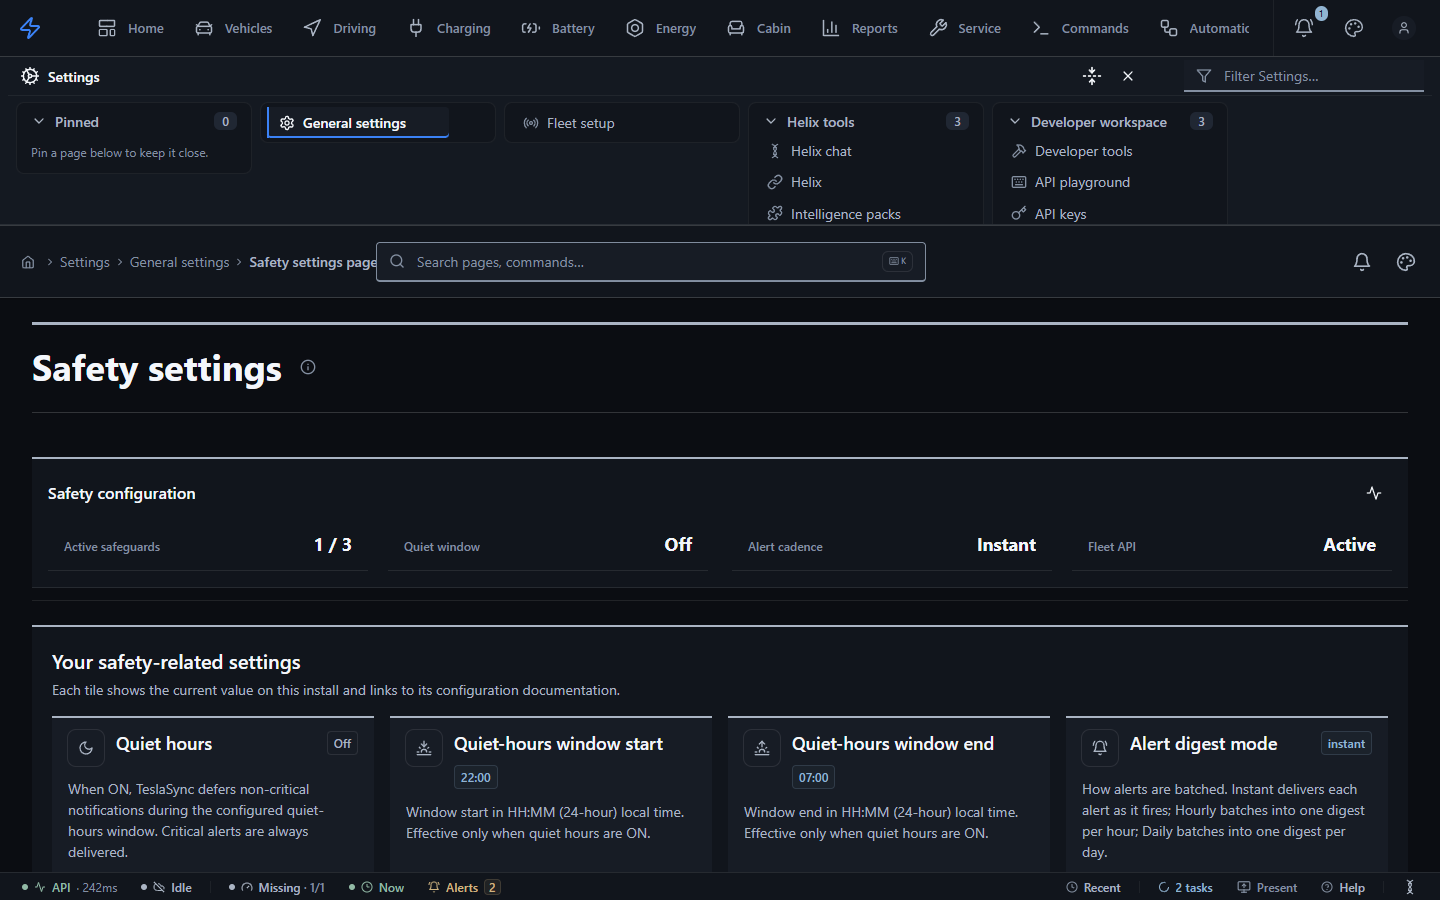 Home
Vehicles
Driving
Charging
Battery
Energy
Cabin
Reports
Service
Commands
Automatic
1
Settings
Filter Settings...
Pinned
0
Pin a page below to keep it close.
General settings
Fleet setup
Helix tools
3
Helix chat
Helix
Intelligence packs
Developer workspace
3
Developer tools
API playground
API keys
Settings
General settings
Safety settings page
Search pages, commands...
K
Safety settings
Safety configuration
Active safeguards
1 / 3
Quiet window
Off
Alert cadence
Instant
Fleet API
Active
Your safety-related settings
Each tile shows the current value on this install and links to its configuration documentation.
Quiet hours
Off
When ON, TeslaSync defers non-critical
notifications during the configured quiet-
hours window. Critical alerts are always
delivered.
Quiet-hours window start
22:00
Window start in HH:MM (24-hour) local time.
Effective only when quiet hours are ON.
Quiet-hours window end
07:00
Window end in HH:MM (24-hour) local time.
Effective only when quiet hours are ON.
Alert digest mode
instant
How alerts are batched. Instant delivers each
alert as it fires; Hourly batches into one digest
per hour; Daily batches into one digest per
day.
API · 242ms
Idle
Missing · 1/1
Now
Alerts 2
Recent
2 tasks
Present
Help